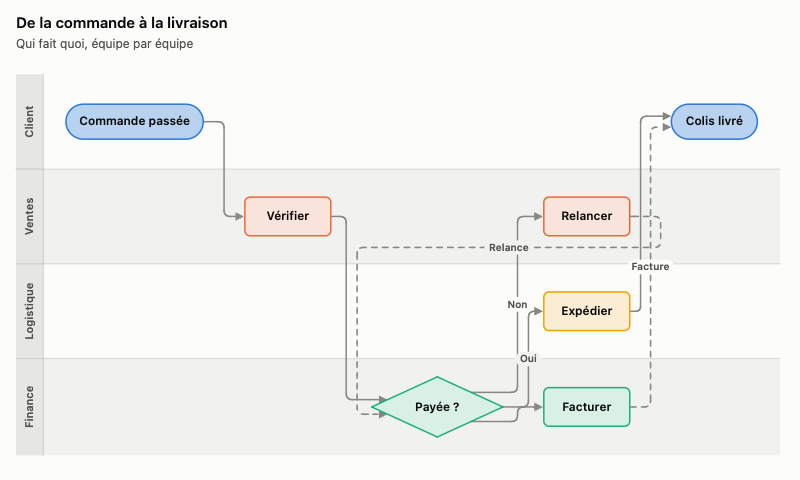 De la commande à la livraison
Qui fait quoi, équipe par équipe
Client
Commande passée
Colis livré
Ventes
Vérifier
Relancer
Relance
Facture
Logistique
Non
Expédier
Oui
Finance
Payée ?
Facturer